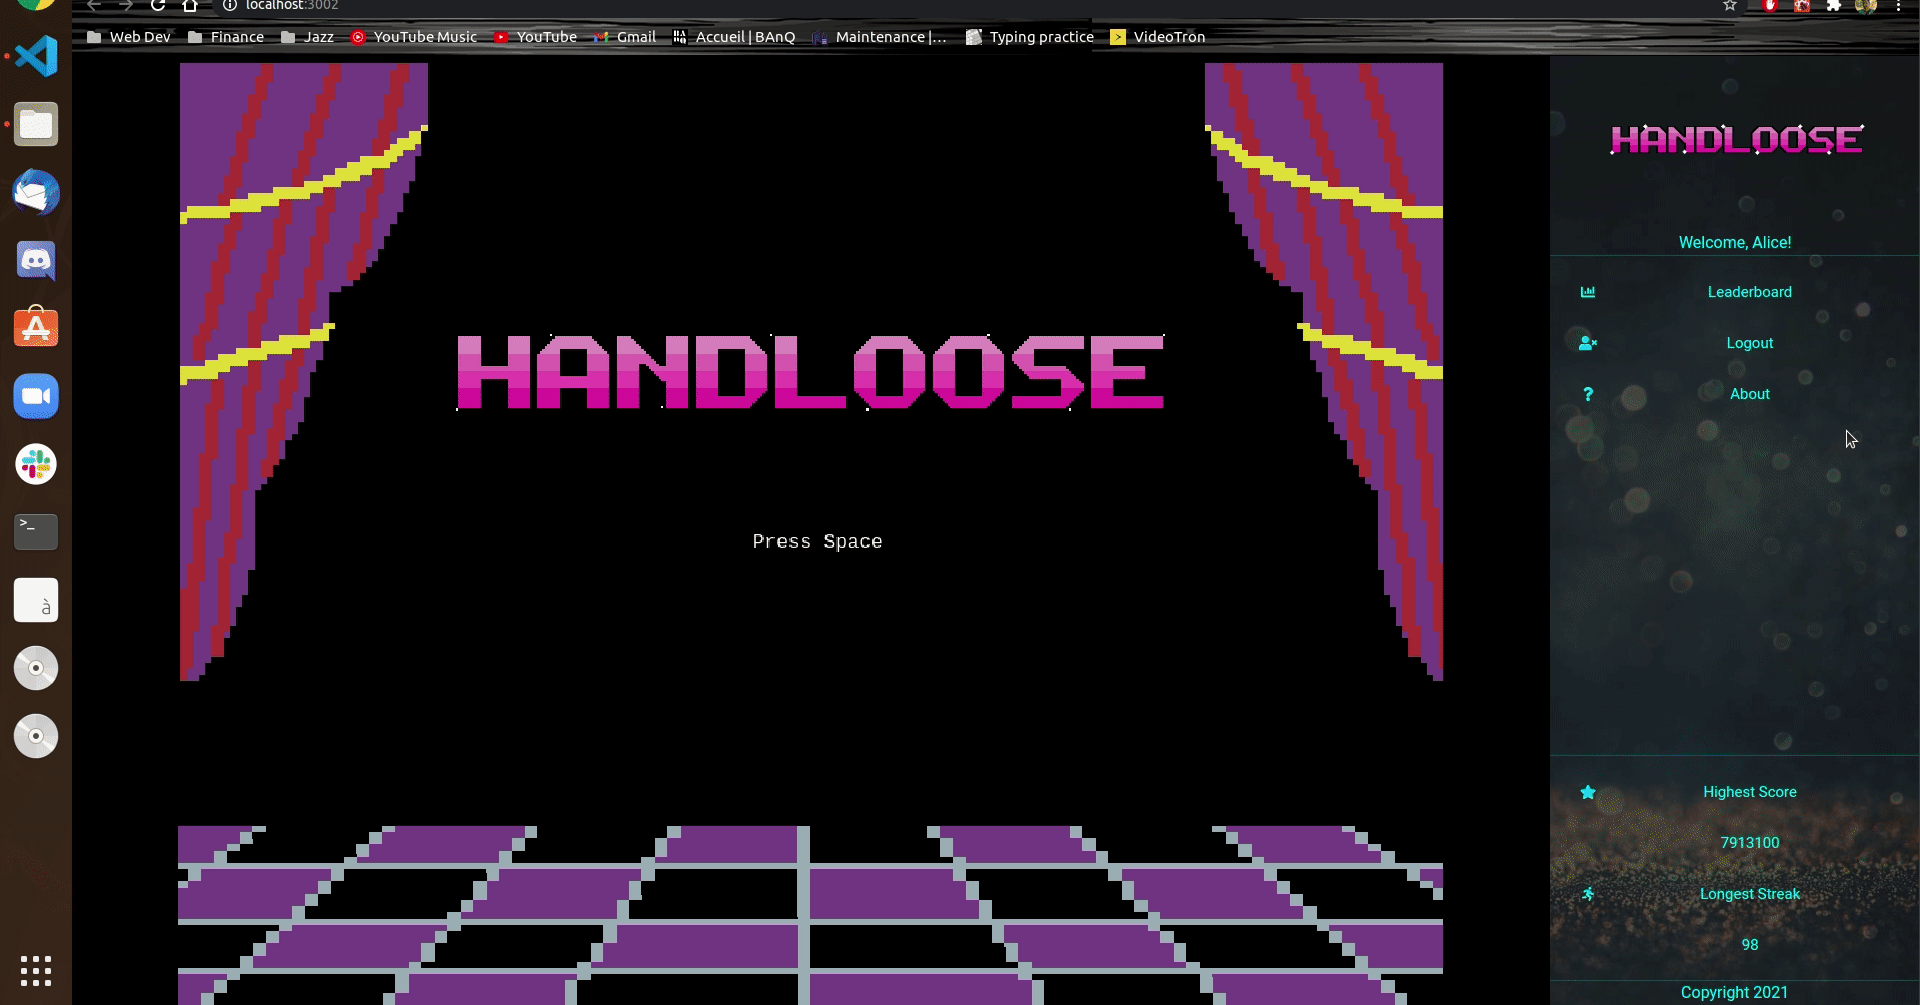 localhost:3002
Web Dev Finance Jazz YouTube Music YouTube Gmail Accueil | BAnQ Maintenance |... Typing practice VideoTron
HANDLOOSE
Press Space
HANDLOOSE
Welcome, Alice!
Leaderboard
Logout
About
Highest Score
7913100
Longest Streak
98
Copyright 2021
>_
à